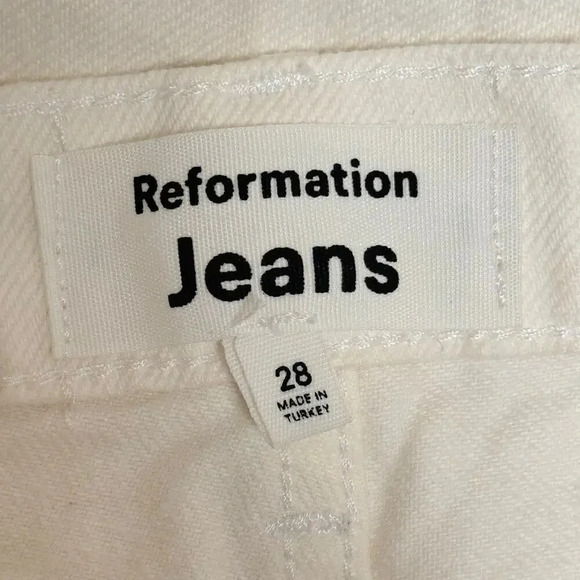 Reformation
Jeans
28
MADE IN
TURKEY